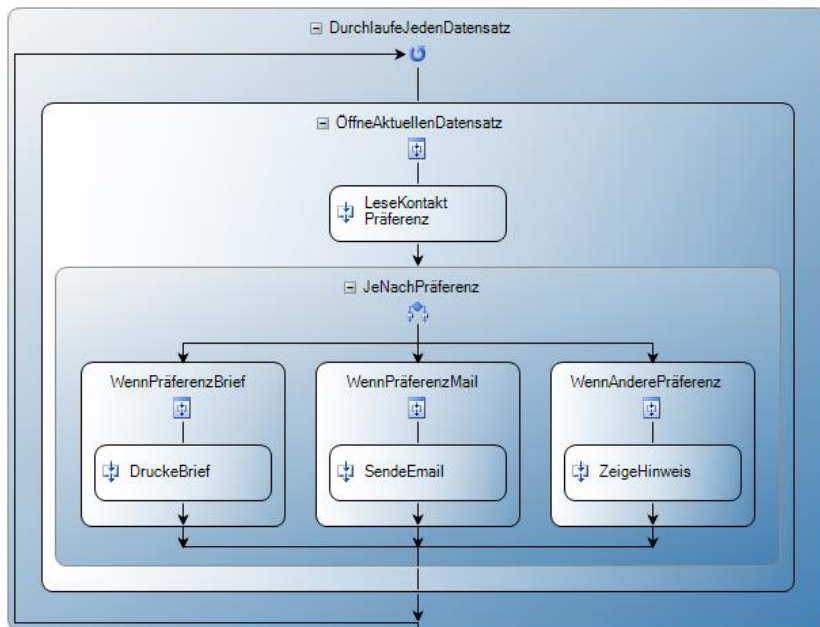 DurchlaufeJedenDatensatz
ÖffneAktuellenDatensatz
LeseKontakt
Präferenz
JeNachPräferenz
WennPräferenzBrief
WennPräferenzMail
WennAnderePräferenz
DruckeBrief
SendeEmail
ZeigeHinweis